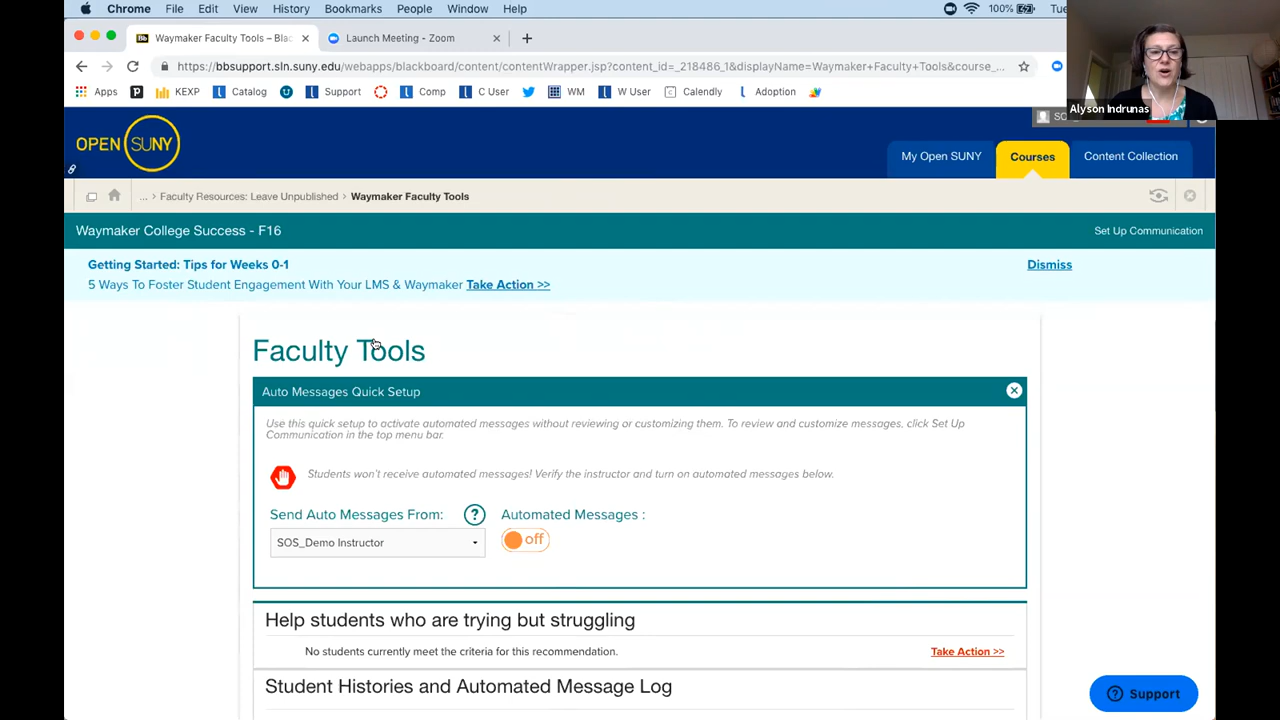 Chrome File Edit View History Bookmarks People Window Help 100% Tue
Waymaker Faculty Tools – Blac Launch Meeting - Zoom
https://bbsupport.sln.suny.edu/webapps/blackboard/content/contentWrapper.jsp?content_id=_218486_1&displayName=Waymaker+Faculty+Tools&course_...
Apps KEXP Catalog Support Comp C User WM W User Calendly Adoption
Alyson Indrunas
OPEN SUNY
My Open SUNY Courses Content Collection
... > Faculty Resources: Leave Unpublished > Waymaker Faculty Tools
Waymaker College Success - F16 Set Up Communication
Getting Started: Tips for Weeks 0-1 Dismiss
5 Ways To Foster Student Engagement With Your LMS & Waymaker Take Action >>
Faculty Tools
Auto Messages Quick Setup
Use this quick setup to activate automated messages without reviewing or customizing them. To review and customize messages, click Set Up
Communication in the top menu bar.
Students won't receive automated messages! Verify the instructor and turn on automated messages below.
Send Auto Messages From: ? Automated Messages :
SOS_Demo Instructor off
Help students who are trying but struggling
No students currently meet the criteria for this recommendation. Take Action >>
Student Histories and Automated Message Log
? Support